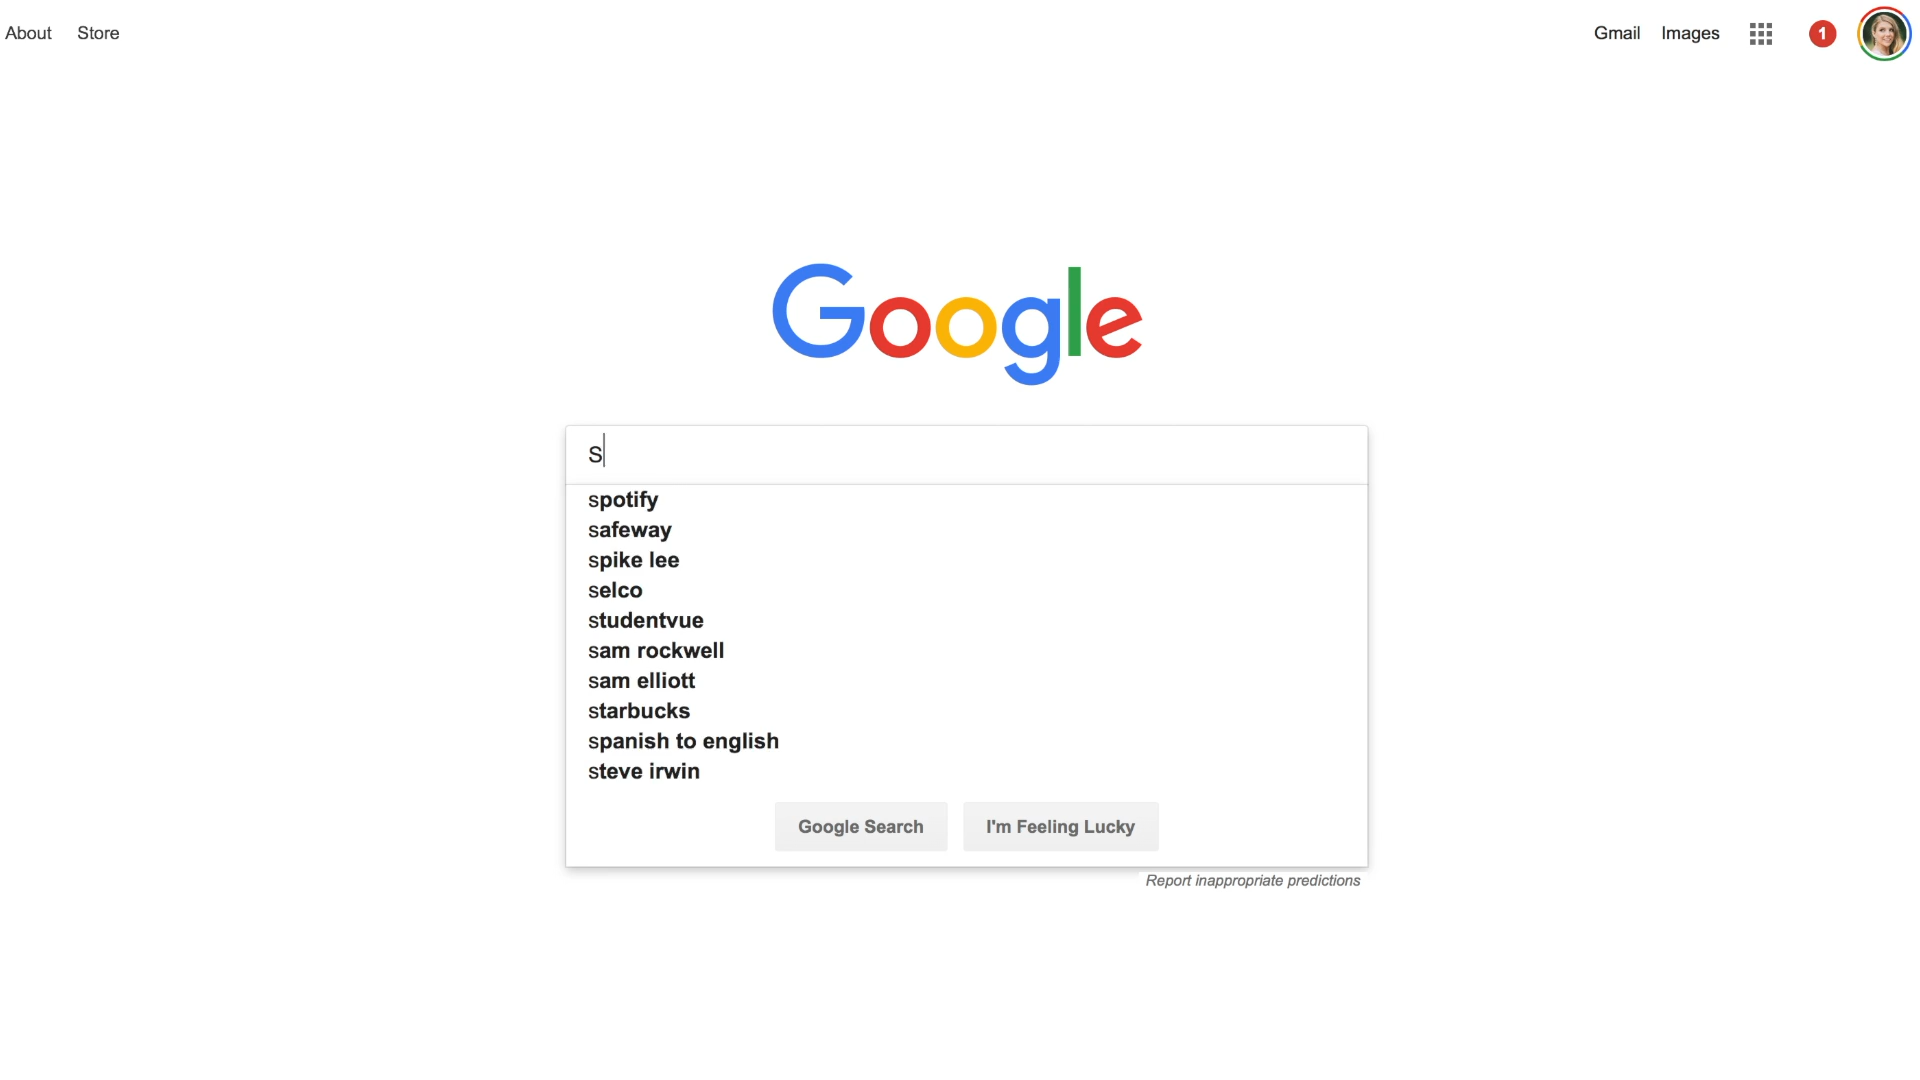 About Store Gmail Images 1
Google
S
spotify
safeway
spike lee
selco
studentvue
sam rockwell
sam elliott
starbucks
spanish to english
steve irwin
Google Search I'm Feeling Lucky
Report inappropriate predictions